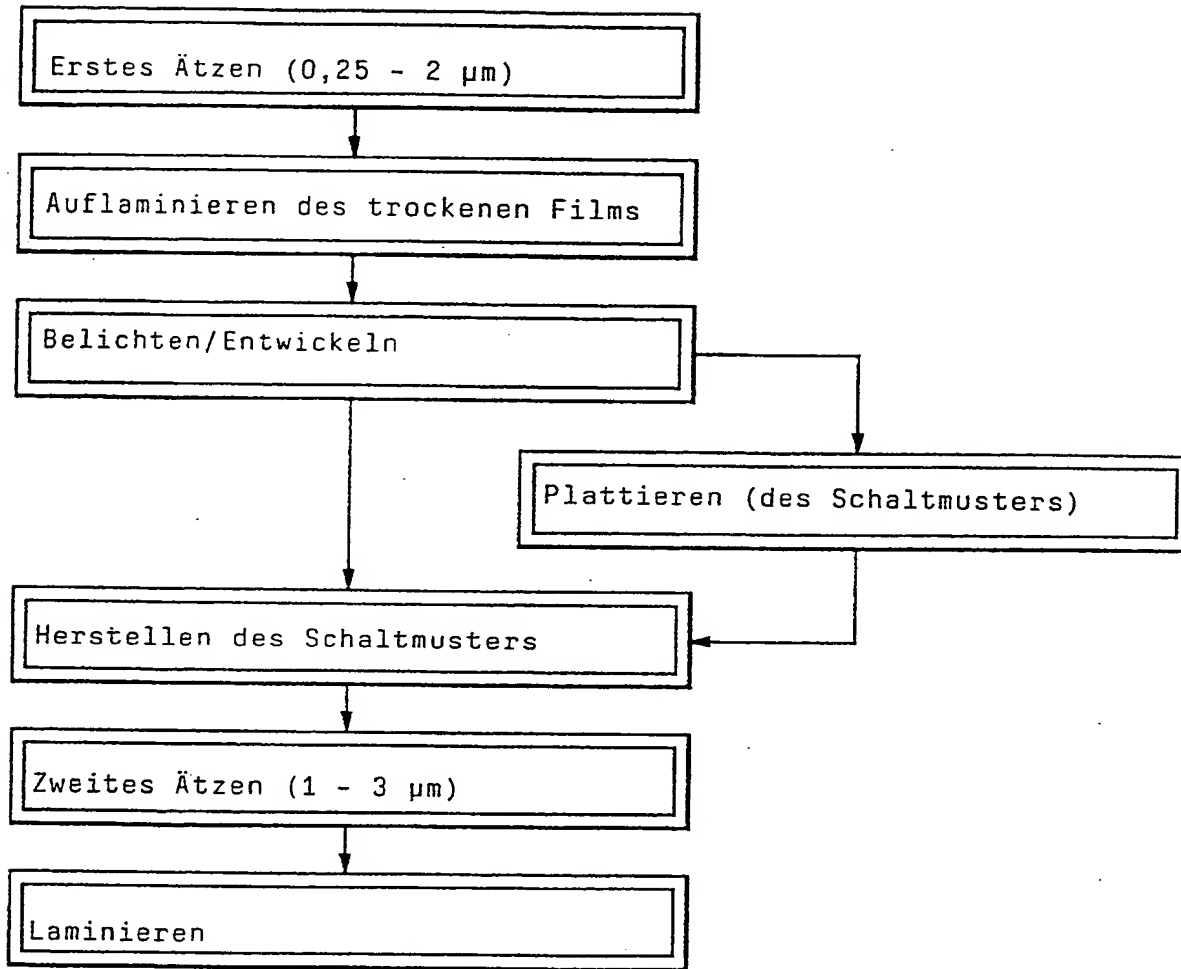 Erstes Ätzen (0,25 - 2 µm)
Auflaminieren des trockenen Films
Belichten/Entwickeln
Plattieren (des Schaltmusters)
Herstellen des Schaltmusters
Zweites Ätzen (1 - 3 µm)
Laminieren